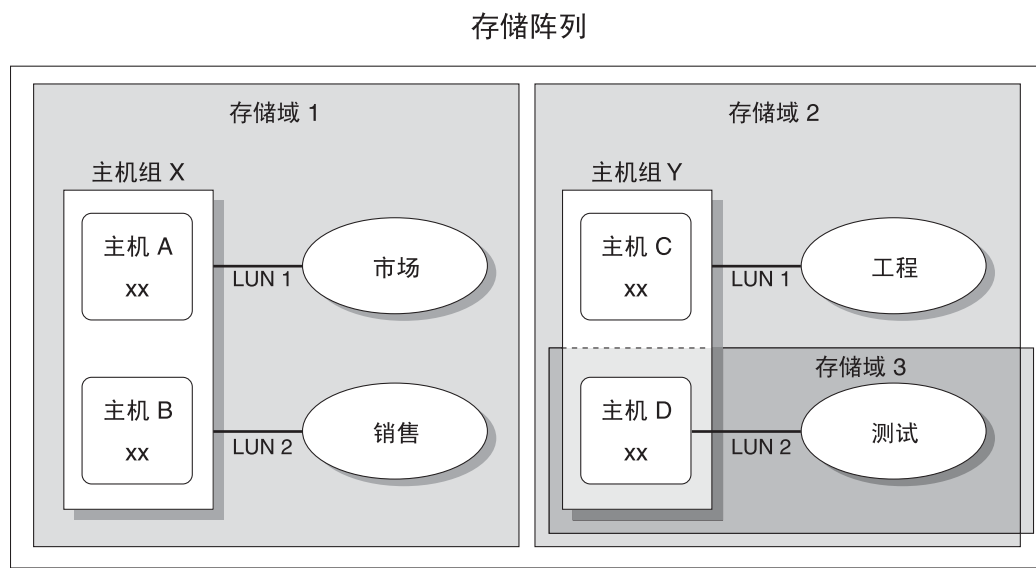 存储阵列
存储域 1
主机组 X
主机 A
xx
LUN 1
市场
主机 B
xx
LUN 2
销售
存储域 2
主机组 Y
主机 C
xx
LUN 1
工程
存储域 3
主机 D
xx
LUN 2
测试